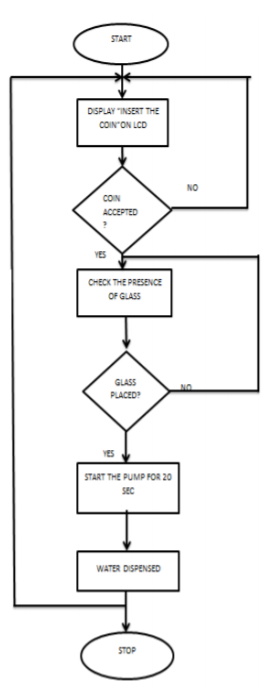 START
DISPLAY "INSERT THE
COIN"ON LCD
NO
COIN
ACCEPTED
?
YES
CHECK THE PRESENCE
OF GLASS
GLASS
PLACED?
NO
YES
START THE PUMP FOR 20
SEC
WATER DISPENSED
STOP